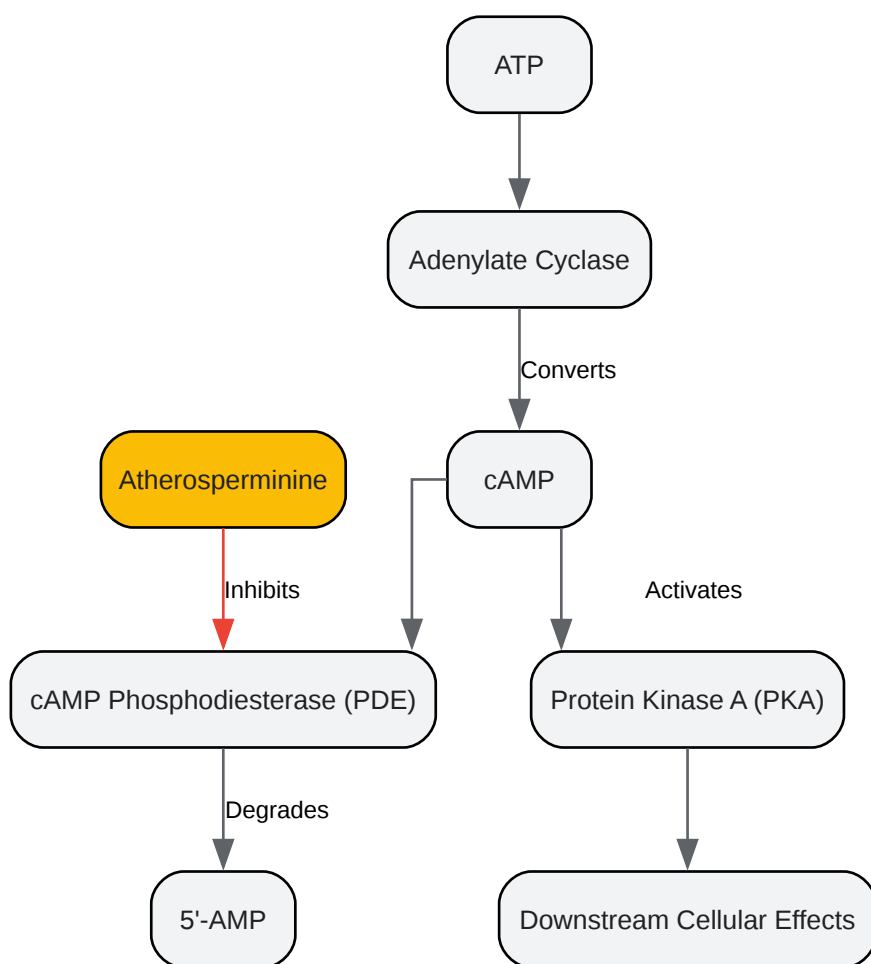 ATP
Adenylate Cyclase
Converts
Atherosperminine
cAMP
Inhibits
Activates
cAMP Phosphodiesterase (PDE)
Protein Kinase A (PKA)
Degrades
5'-AMP
Downstream Cellular Effects